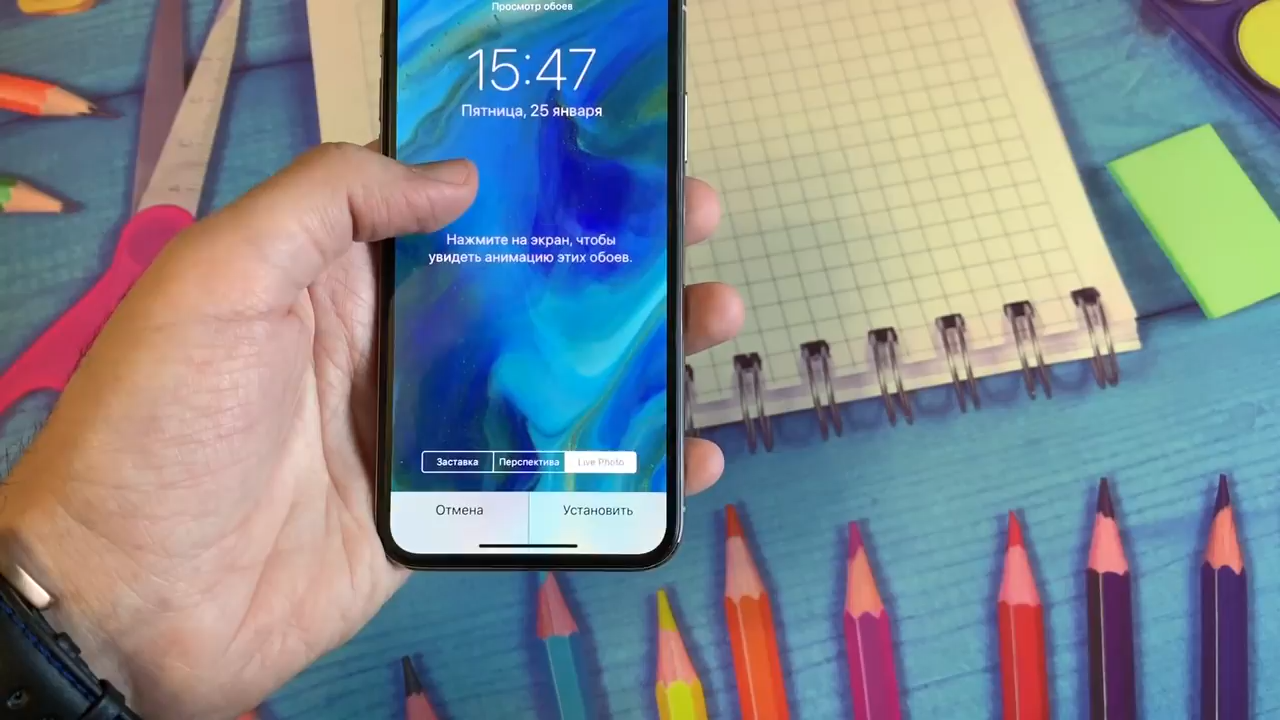 Просмотр обоев
15:47
Пятница, 25 января
Нажмите на экран, чтобы
увидеть анимацию этих обоев.
Заставка Перспектива Live Photo
Отмена Установить